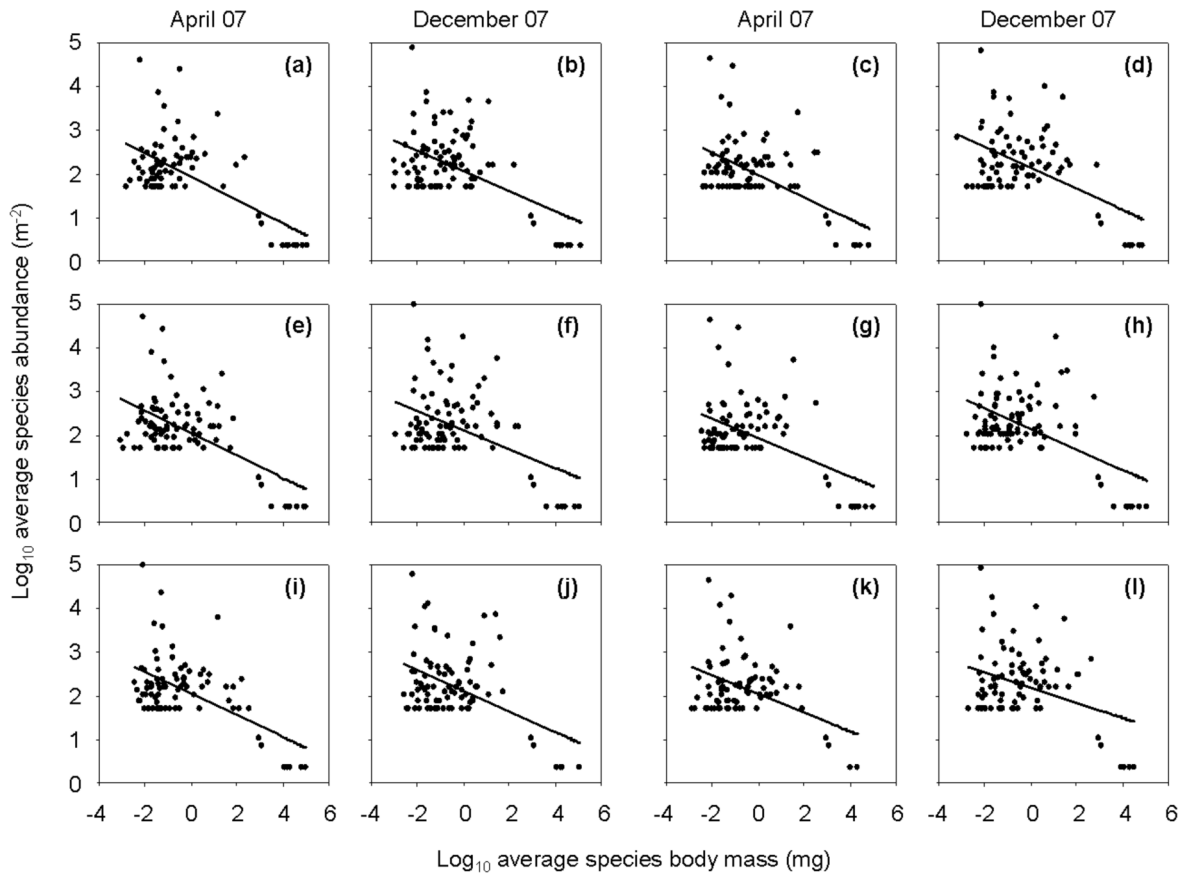 April 07
December 07
April 07
December 07
Log10 average species abundance (m-2)
5
4
3
2
1
0
(a)
(b)
(c)
(d)
5
4
3
2
1
0
(e)
(f)
(g)
(h)
5
4
3
2
1
0
(i)
(j)
(k)
(l)
-4 -2 0 2 4 6
-4 -2 0 2 4 6
-4 -2 0 2 4 6
-4 -2 0 2 4 6
Log10 average species body mass (mg)